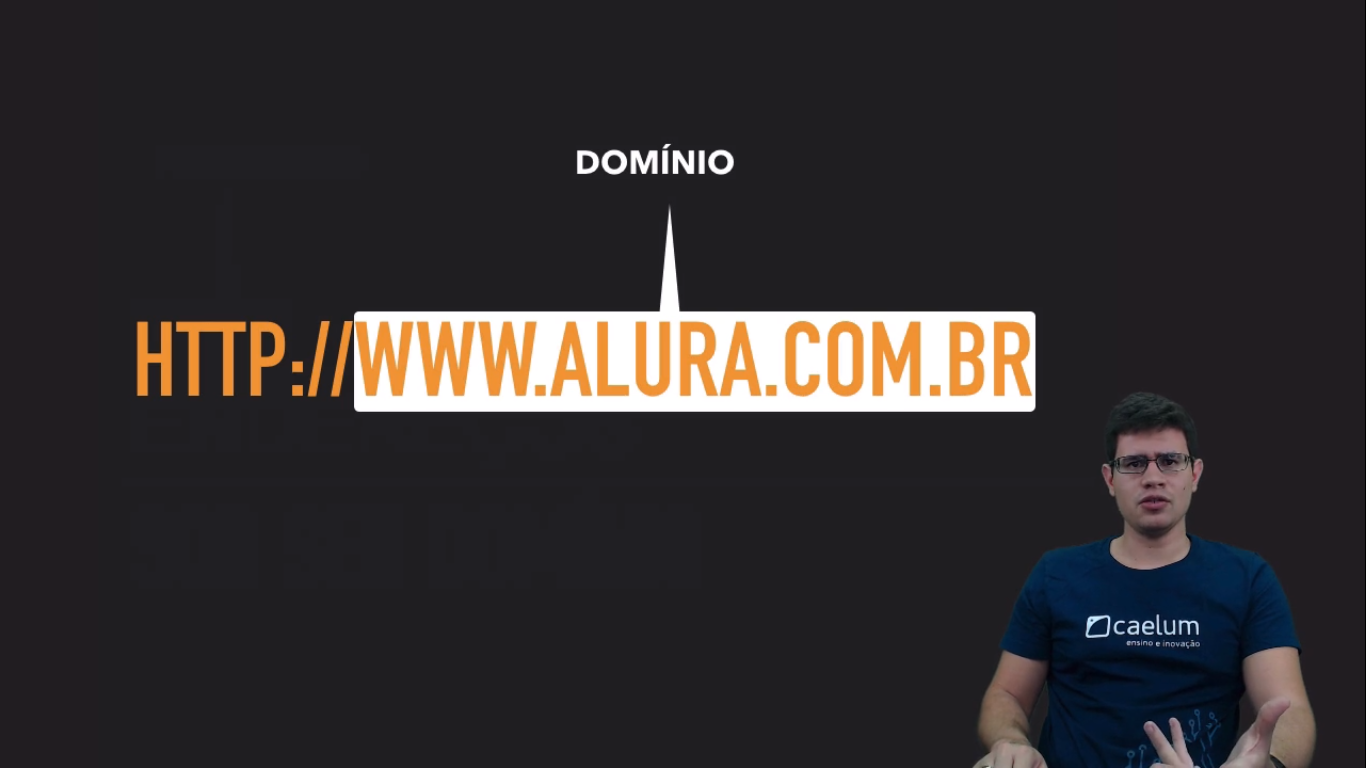 DOMÍNIO
HTTP://WWW.ALURA.COM.BR
caelum
ensino e inovação